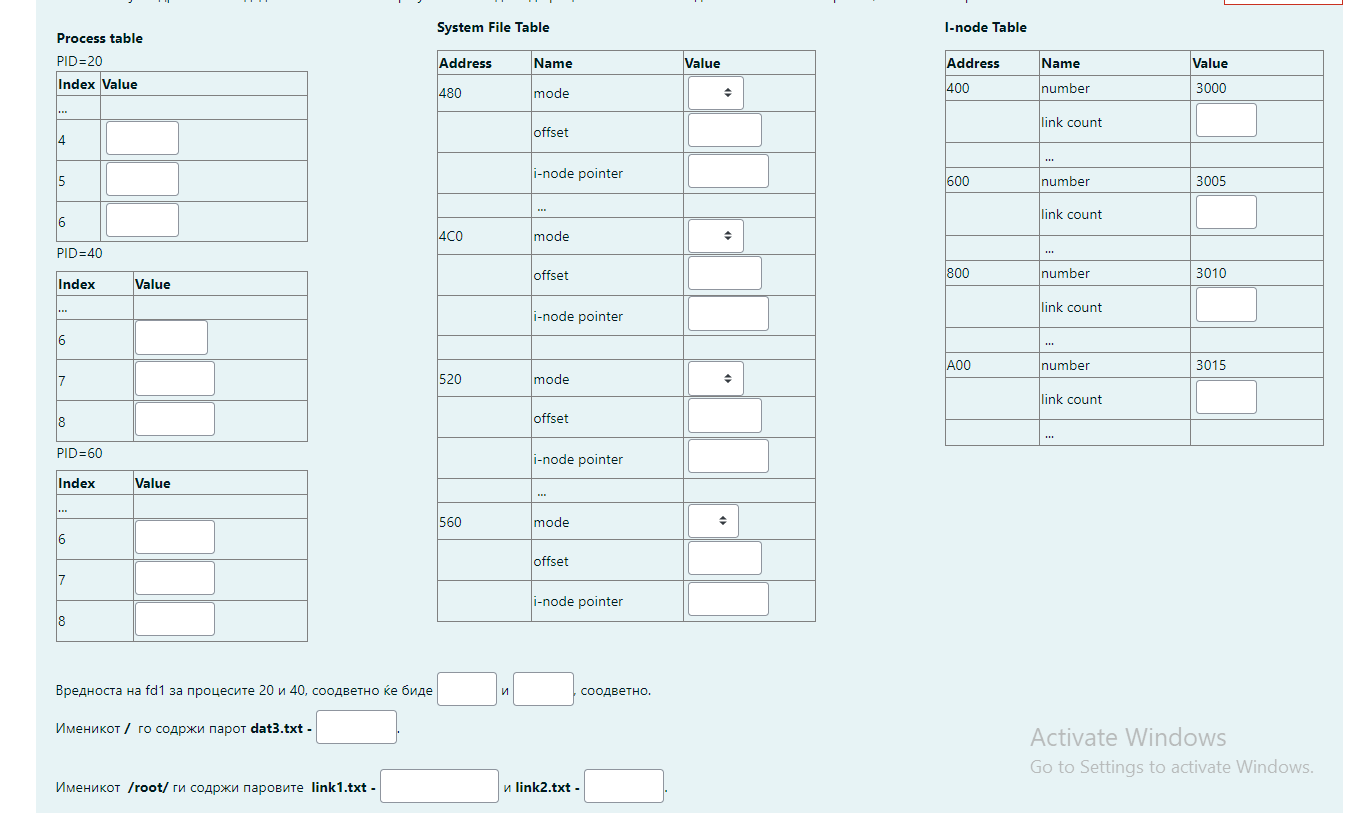 Process table
PID=20
Index Value
...
4
5
6
PID=40
Index Value
...
6
7
8
PID=60
Index Value
...
6
7
8
System File Table
Address Name Value
480 mode
offset
i-node pointer
...
4C0 mode
offset
i-node pointer
520 mode
offset
i-node pointer
...
560 mode
offset
i-node pointer
I-node Table
Address Name Value
400 number 3000
link count
...
600 number 3005
link count
...
800 number 3010
link count
...
A00 number 3015
link count
...
Вредноста на fd1 за процесите 20 и 40, соодветно ќе биде и , соодветно.
Именикот / го содржи парот dat3.txt - .
Именикот /root/ ги содржи паровите link1.txt - и link2.txt - .
Activate Windows
Go to Settings to activate Windows.